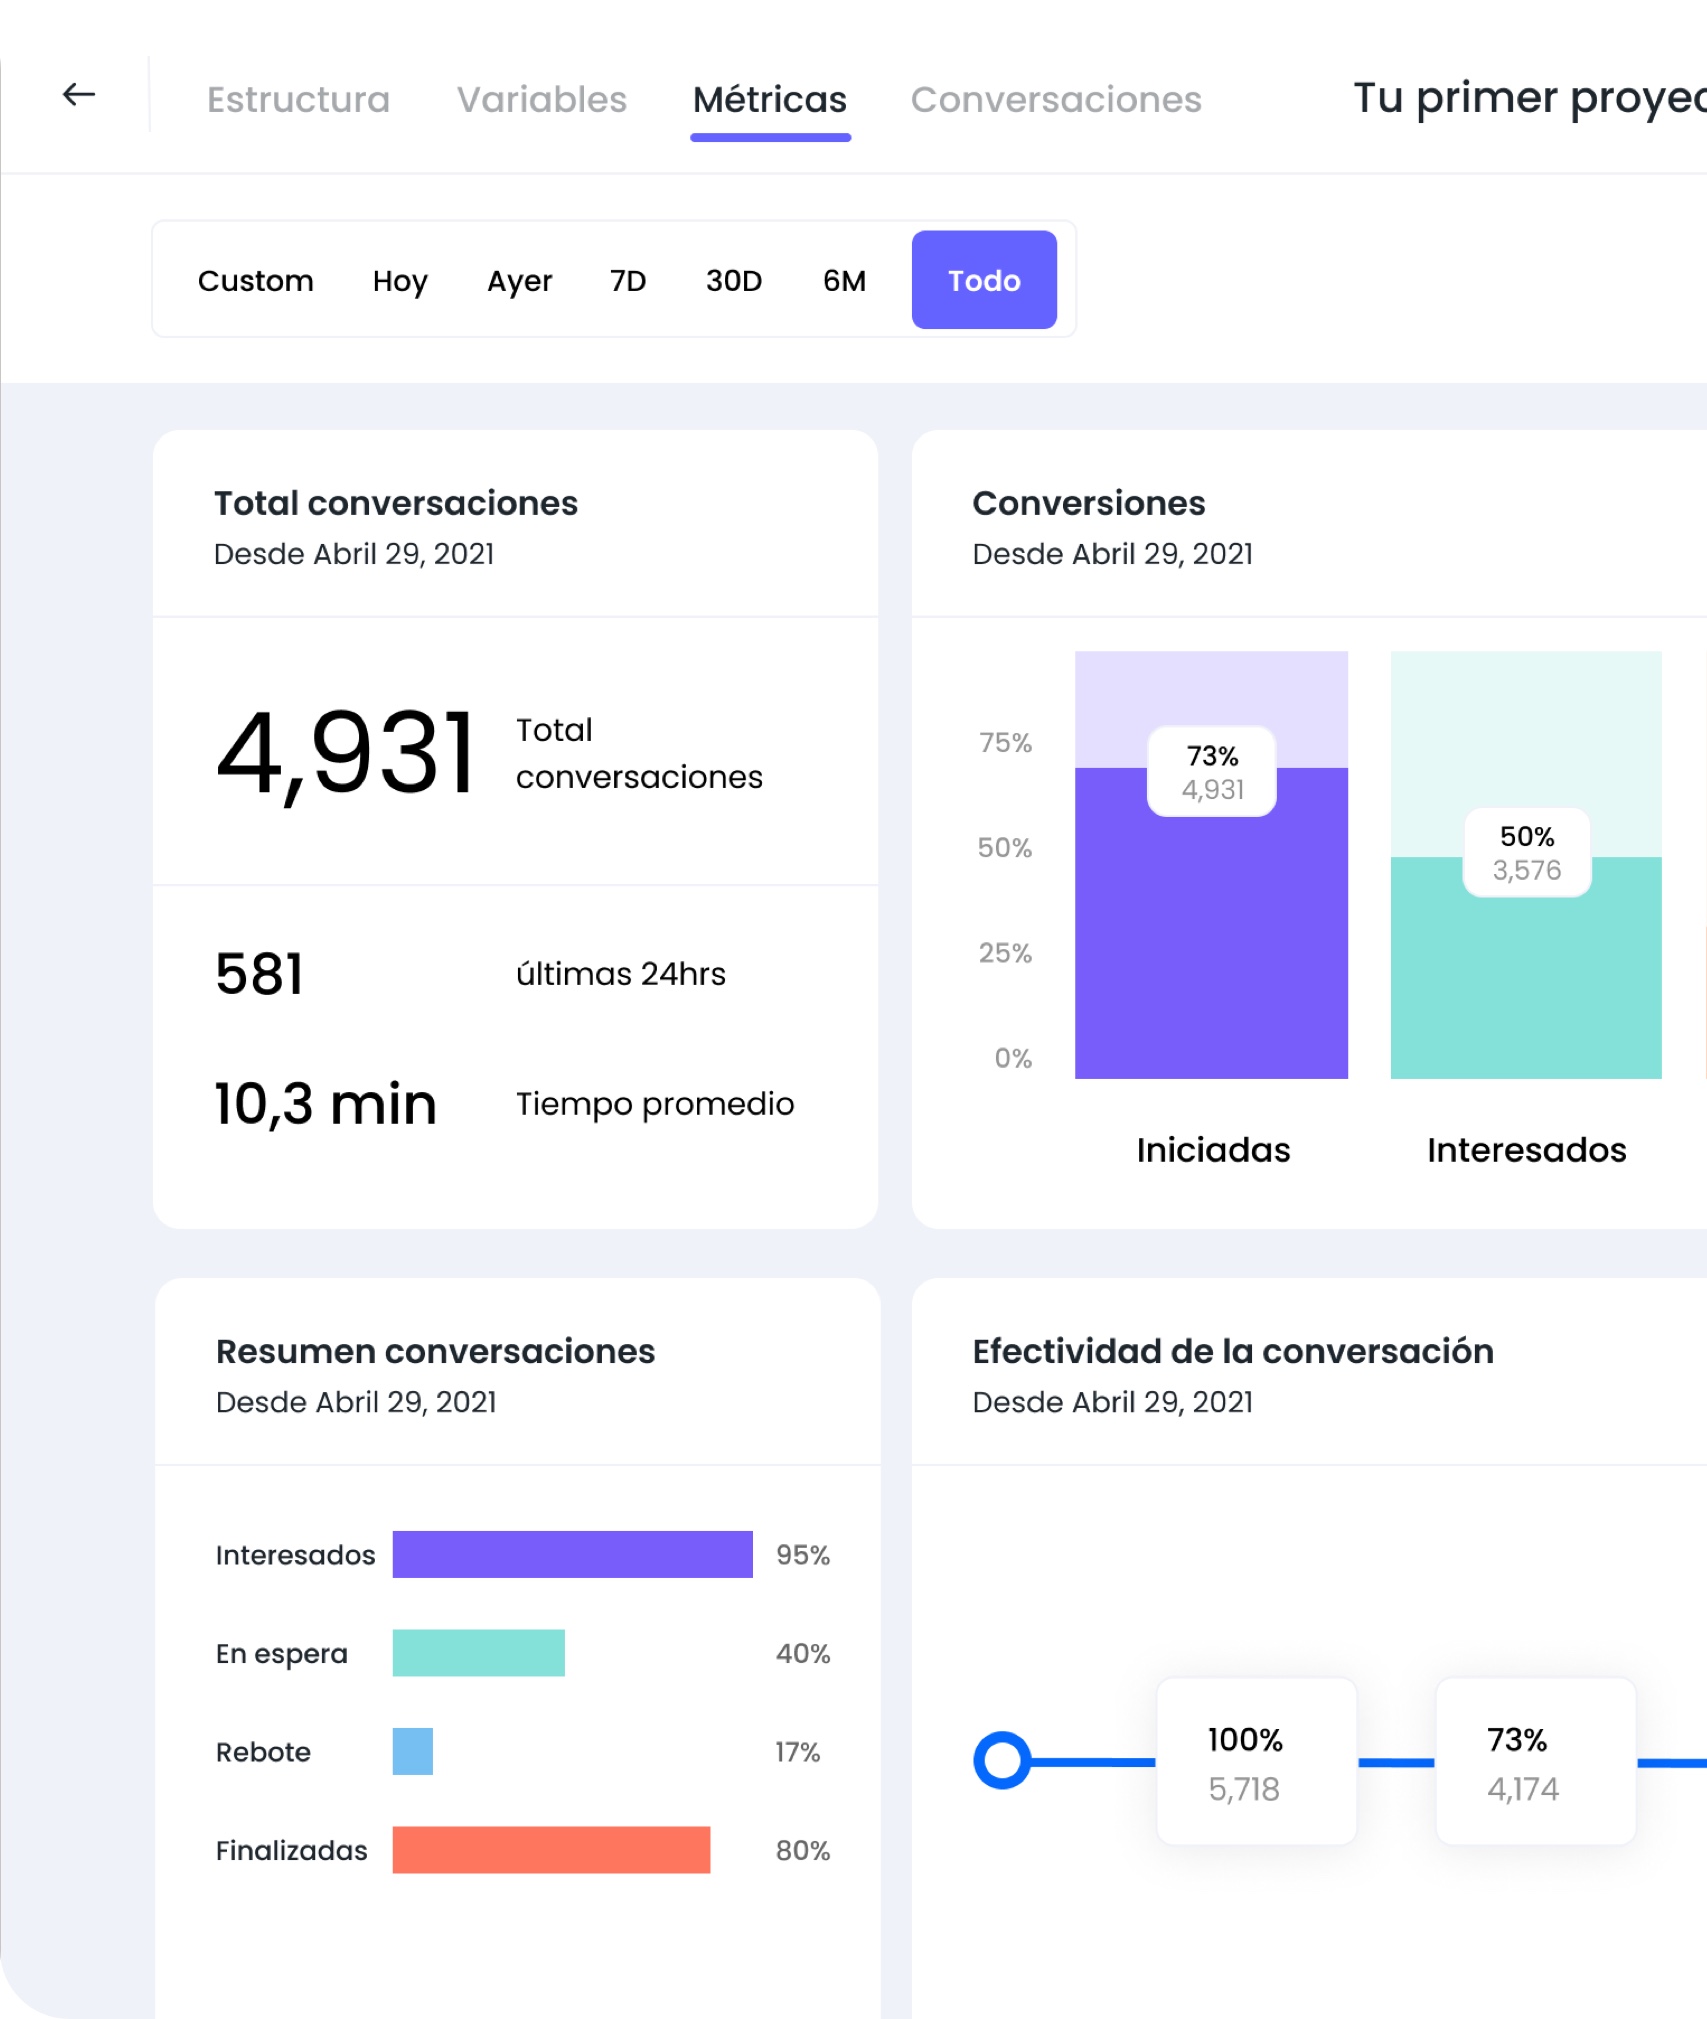 Estructura Variables Métricas Conversaciones Tu primer
Custom Hoy Ayer 7D 30D 6M Todo
Total conversaciones
Desde Abril 29, 2021
4,931 Total
conversaciones
581 últimas 24hrs
10,3 min Tiempo promedio
Conversiones
Desde Abril 29, 2021
75%
50%
25%
0%
73%
4,931
50%
3,576
Iniciadas Interesados
Resumen conversaciones
Desde Abril 29, 2021
Interesados 95%
En espera 40%
Rebote 17%
Finalizadas 80%
Efectividad de la conversación
Desde Abril 29, 2021
100%
5,718
73%
4,174